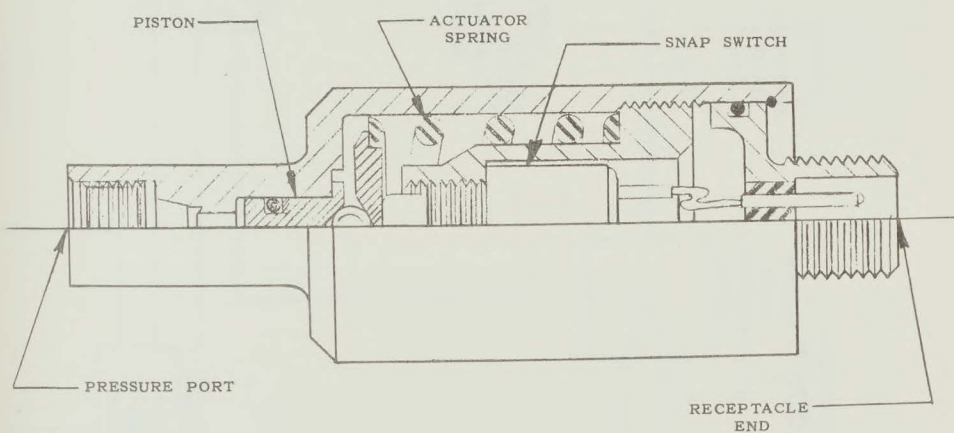 PISTON
ACTUATOR
SPRING
SNAP SWITCH
PRESSURE PORT
RECEPTACLE
END